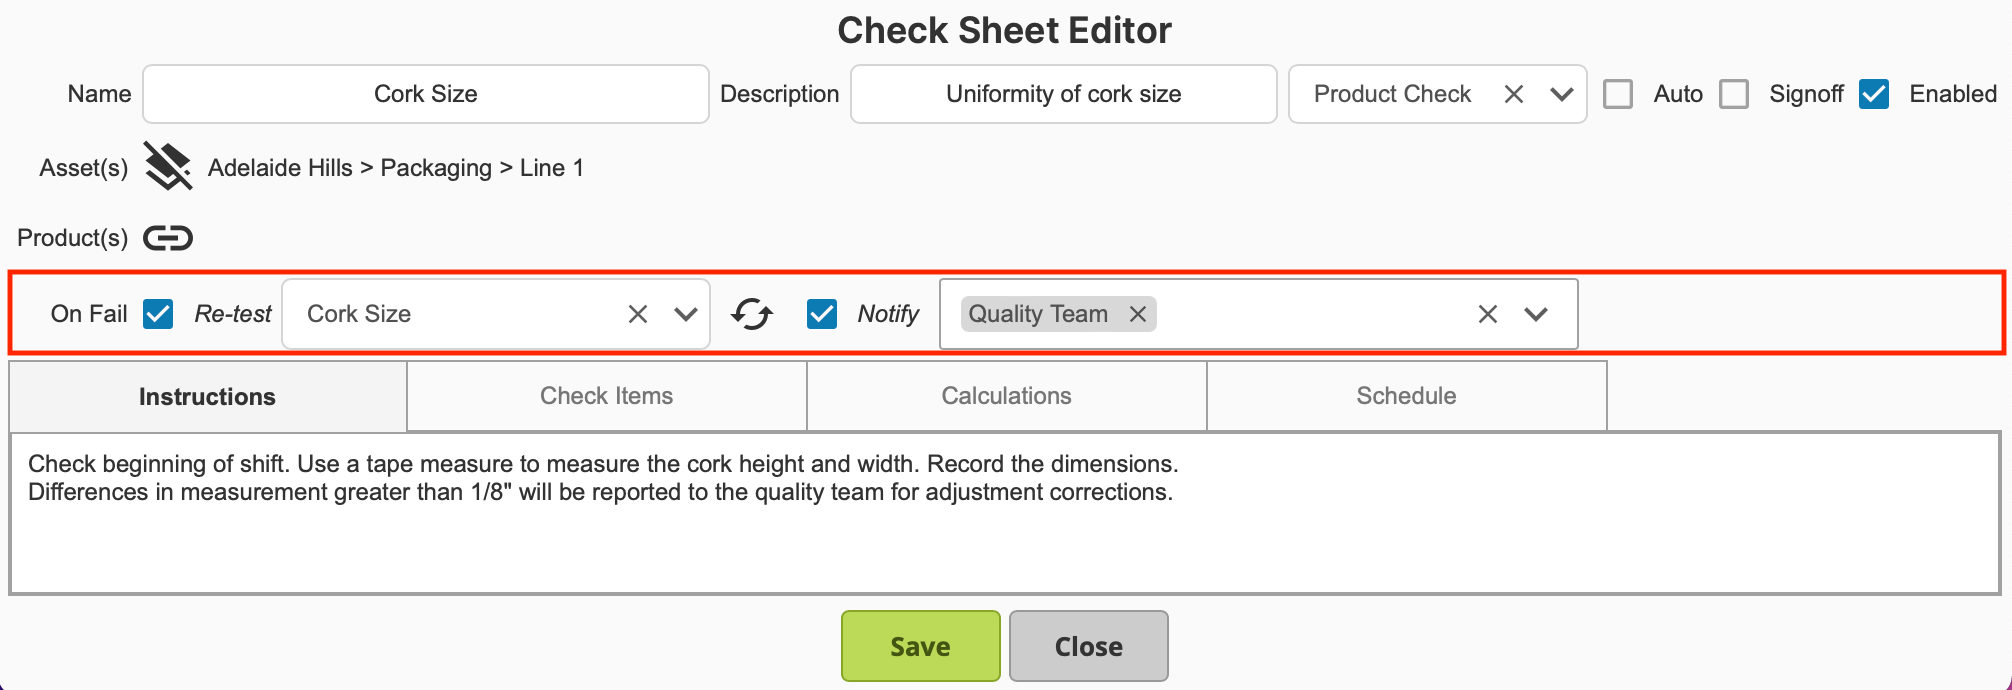 Check Sheet Editor
Name Cork Size Description Uniformity of cork size Product Check Auto Signoff Enabled
Asset(s) Adelaide Hills > Packaging > Line 1
Product(s)
On Fail Re-test Cork Size Notify Quality Team
Instructions Check Items Calculations Schedule
Check beginning of shift. Use a tape measure to measure the cork height and width. Record the dimensions.
Differences in measurement greater than 1/8" will be reported to the quality team for adjustment corrections.
Save Close